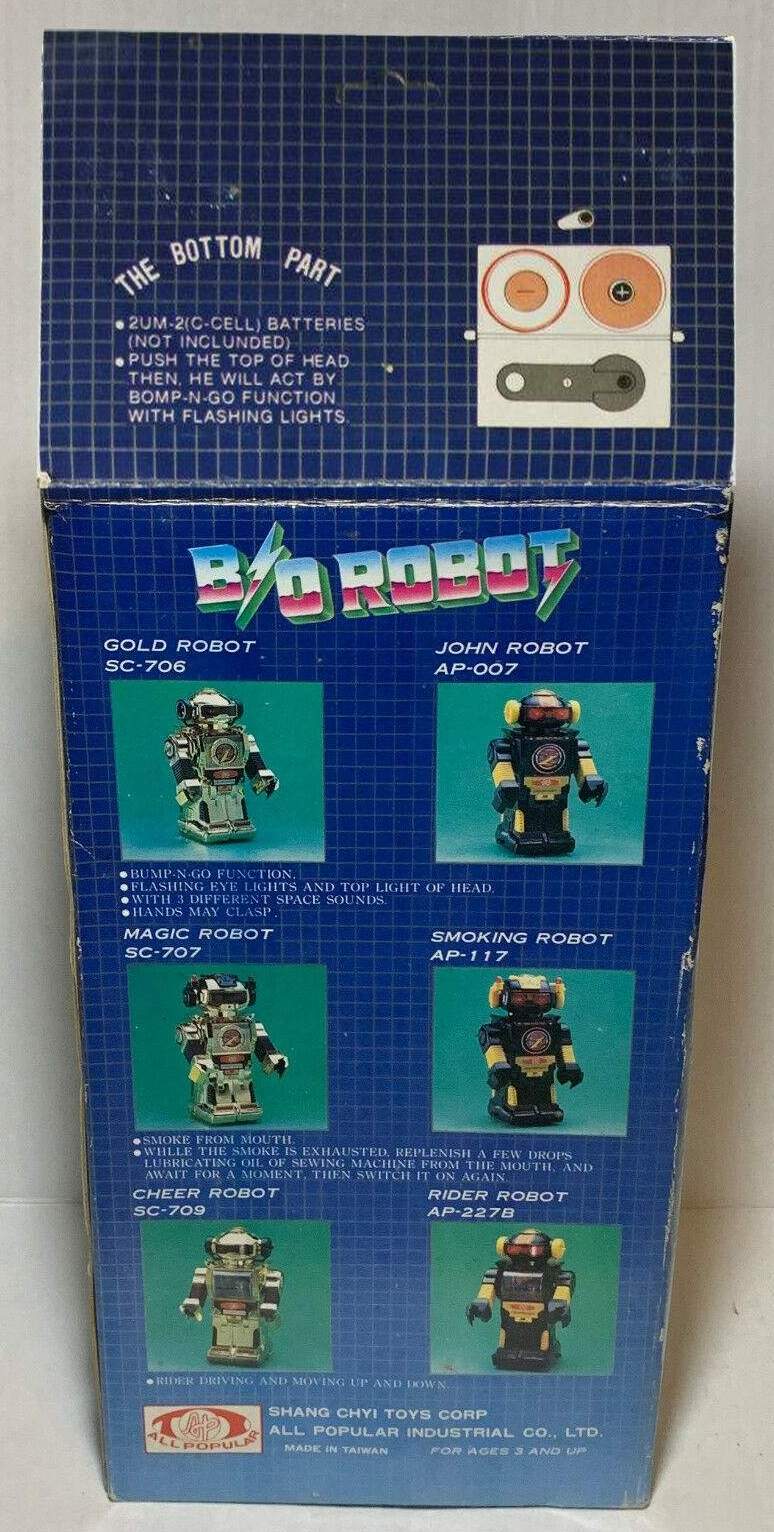 THE BOTTOM PART
●2UM-2(C-CELL) BATTERIES
(NOT INCLUNDED)
●PUSH THE TOP OF HEAD
THEN, HE WILL ACT BY
BOMP-N-GO FUNCTION
WITH FLASHING LIGHTS.
B/O ROBOT
GOLD ROBOT
SC-706
JOHN ROBOT
AP-007
●BUMP-N-GO FUNCTION.
●FLASHING EYE LIGHTS AND TOP LIGHT OF HEAD.
●WITH 3 DIFFERENT SPACE SOUNDS.
●HANDS MAY CLASP.
MAGIC ROBOT
SC-707
SMOKING ROBOT
AP-117
●SMOKE FROM MOUTH.
●WHLLE THE SMOKE IS EXHAUSTED, REPLENISH A FEW DROPS
LUBRICATING OIL OF SEWING MACHINE FROM THE MOUTH, AND
AWAIT FOR A MOMENT, THEN SWITCH IT ON AGAIN.
CHEER ROBOT
SC-709
RIDER ROBOT
AP-227B
●RIDER DRIVING AND MOVING UP AND DOWN.
AP
ALL POPULAR
SHANG CHYI TOYS CORP
ALL POPULAR INDUSTRIAL CO., LTD.
MADE IN TAIWAN FOR AGES 3 AND UP